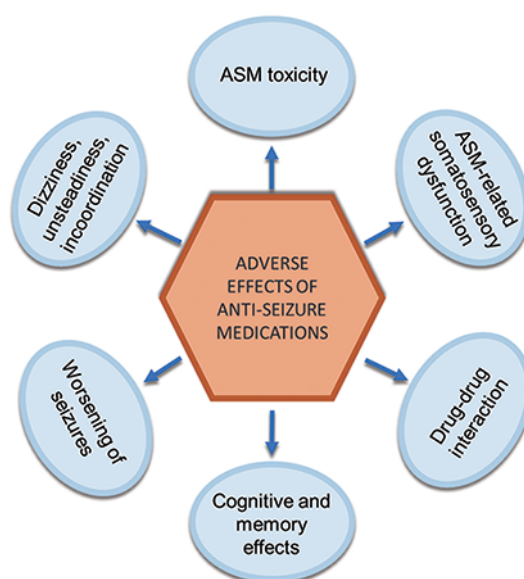 ASM toxicity
ASM-related
somatosensory
dysfunction
Drug-drug
interaction
Cognitive and
memory
effects
Worsening of
seizures
Dizziness,
unsteadiness,
incoordination
ADVERSE
EFFECTS OF
ANTI-SEIZURE
MEDICATIONS